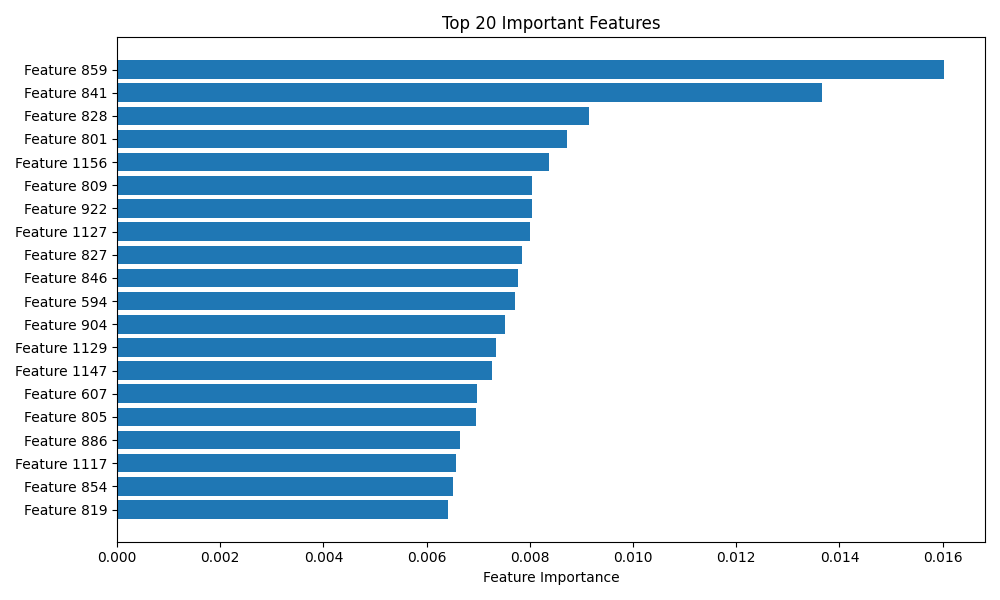 Top 20 Important Features
Feature 859
Feature 841
Feature 828
Feature 801
Feature 1156
Feature 809
Feature 922
Feature 1127
Feature 827
Feature 846
Feature 594
Feature 904
Feature 1129
Feature 1147
Feature 607
Feature 805
Feature 886
Feature 1117
Feature 854
Feature 819
0.000 0.002 0.004 0.006 0.008 0.010 0.012 0.014 0.016
Feature Importance